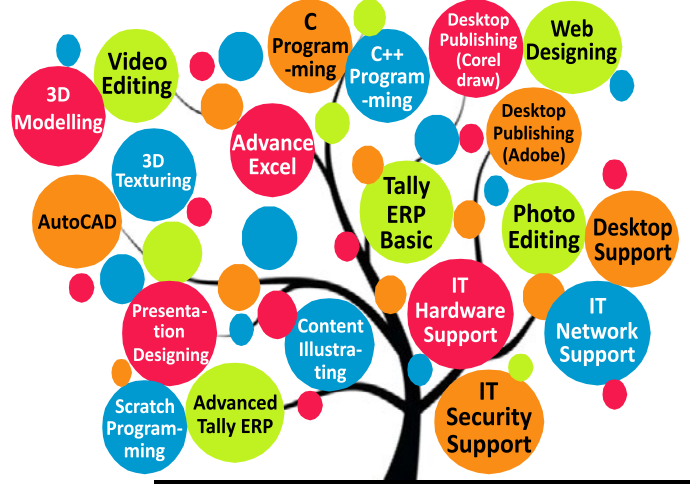 C
Program
-ming
Desktop
Publishing
(Corel
draw)
Web
Designing
C++
Program
-ming
Video
Editing
3D
Modelling
Desktop
Publishing
(Adobe)
Advance
Excel
3D
Texturing
Tally
ERP
Basic
AutoCAD
Photo
Editing
Desktop
Support
IT
Hardware
Support
IT
Network
Support
Presenta-
tion
Designing
Content
Illustra-
ting
Scratch
Program-
ming
Advanced
Tally ERP
IT
Security
Support